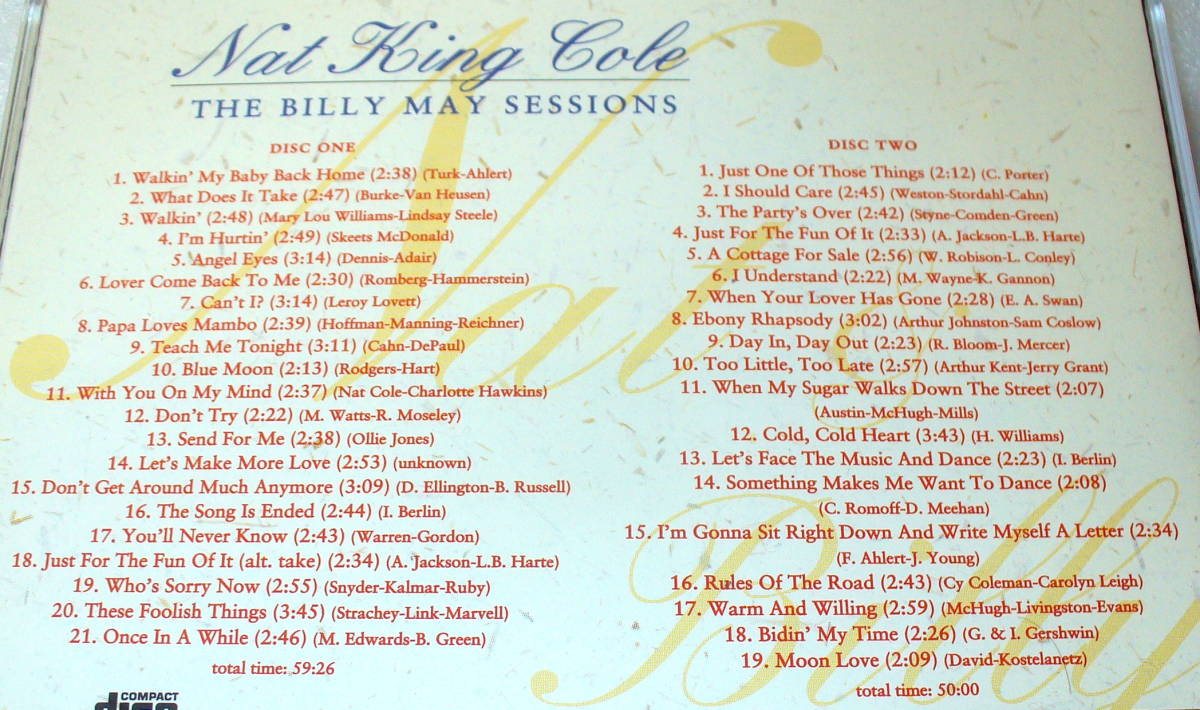 Nat King Cole
THE BILLY MAY SESSIONS
DISC ONE
1. Walkin' My Baby Back Home (2:38) (Turk-Ahlert)
2. What Does It Take (2:47) (Burke-Van Heusen)
3. Walkin' (2:48) (Mary Lou Williams-Lindsay Steele)
4. I'm Hurtin' (2:49) (Skeets McDonald)
5. Angel Eyes (3:14) (Dennis-Adair)
6. Lover Come Back To Me (2:30) (Romberg-Hammerstein)
7. Can't I? (3:14) (Leroy Lovett)
8. Papa Loves Mambo (2:39) (Hoffman-Manning-Reichner)
9. Teach Me Tonight (3:11) (Cahn-DePaul)
10. Blue Moon (2:13) (Rodgers-Hart)
11. With You On My Mind (2:37) (Nat Cole-Charlotte Hawkins)
12. Don't Try (2:22) (M. Watts-R. Moseley)
13. Send For Me (2:38) (Ollie Jones)
14. Let's Make More Love (2:53) (unknown)
15. Don't Get Around Much Anymore (3:09) (D. Ellington-B. Russell)
16. The Song Is Ended (2:44) (I. Berlin)
17. You'll Never Know (2:43) (Warren-Gordon)
18. Just For The Fun Of It (alt. take) (2:34) (A. Jackson-L.B. Harte)
19. Who's Sorry Now (2:55) (Snyder-Kalmar-Ruby)
20. These Foolish Things (3:45) (Strachey-Link-Marvell)
21. Once In A While (2:46) (M. Edwards-B. Green)
total time: 59:26
DISC TWO
1. Just One Of Those Things (2:12) (C. Porter)
2. I Should Care (2:45) (Weston-Stordahl-Cahn)
3. The Party's Over (2:42) (Styne-Comden-Green)
4. Just For The Fun Of It (2:33) (A. Jackson-L.B. Harte)
5. A Cottage For Sale (2:56) (W. Robison-L. Conley)
6. I Understand (2:22) (M. Wayne-K. Gannon)
7. When Your Lover Has Gone (2:28) (E. A. Swan)
8. Ebony Rhapsody (3:02) (Arthur Johnston-Sam Coslow)
9. Day In, Day Out (2:23) (R. Bloom-J. Mercer)
10. Too Little, Too Late (2:57) (Arthur Kent-Jerry Grant)
11. When My Sugar Walks Down The Street (2:07)
(Austin-McHugh-Mills)
12. Cold, Cold Heart (3:43) (H. Williams)
13. Let's Face The Music And Dance (2:23) (I. Berlin)
14. Something Makes Me Want To Dance (2:08)
(C. Romoff-D. Meehan)
15. I'm Gonna Sit Right Down And Write Myself A Letter (2:34)
(F. Ahlert-J. Young)
16. Rules Of The Road (2:43) (Cy Coleman-Carolyn Leigh)
17. Warm And Willing (2:59) (McHugh-Livingston-Evans)
18. Bidin' My Time (2:26) (G. & I. Gershwin)
19. Moon Love (2:09) (David-Kostelanetz)
total time: 50:00
Nat
&
Billy
COMPACT
disc